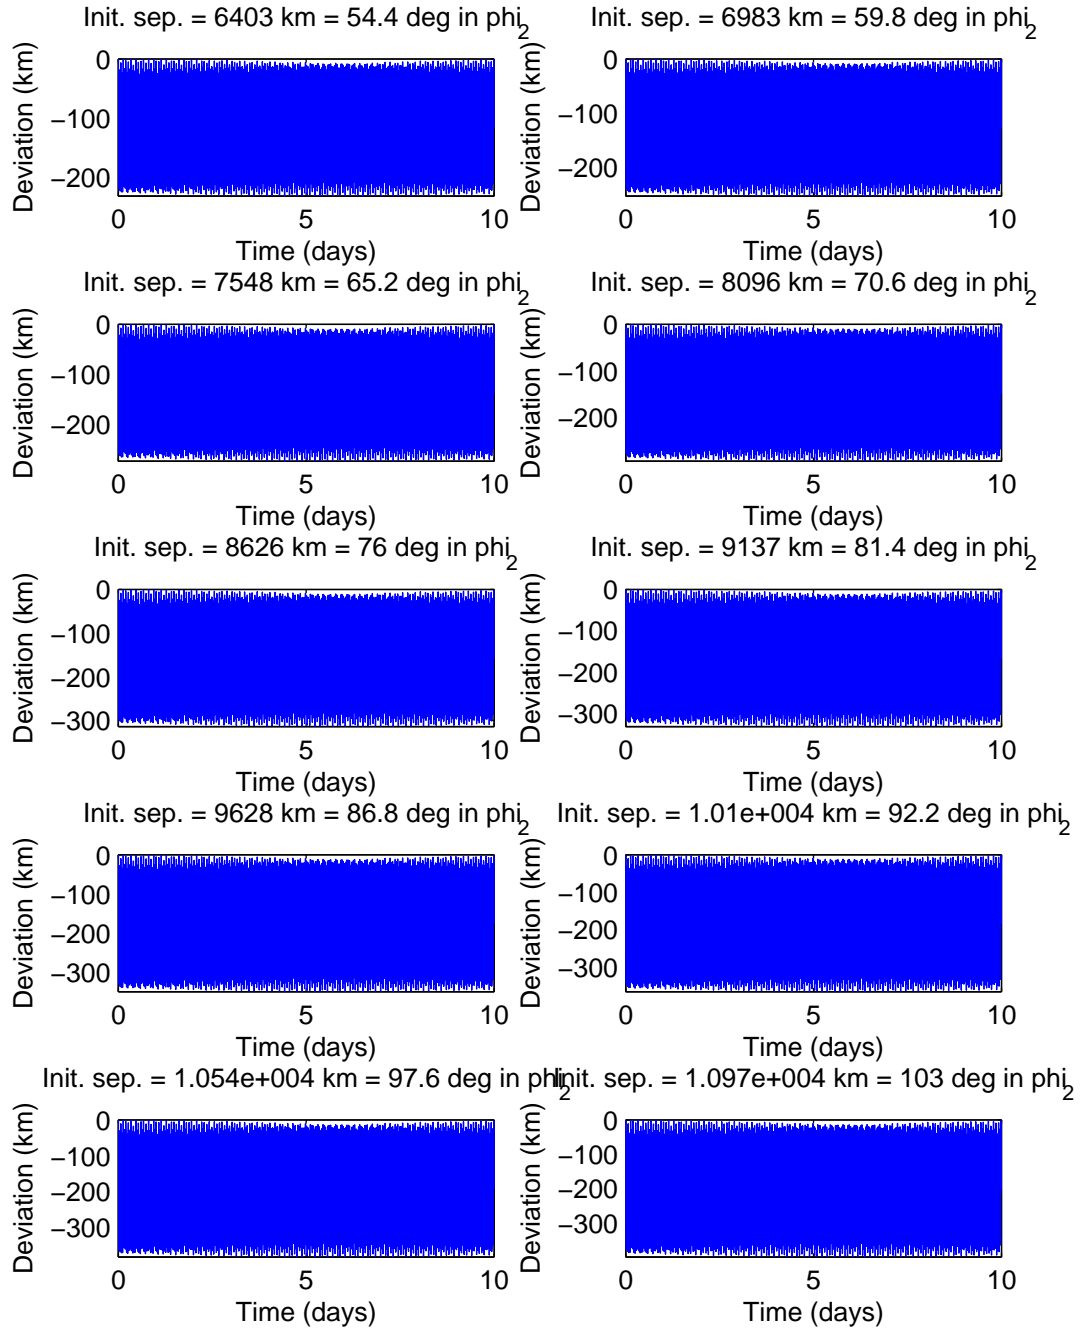 Init. sep. = 6403 km = 54.4 deg in phi2
0
−100
−200
Deviation (km)
0 5 10
Time (days)
Init. sep. = 6983 km = 59.8 deg in phi2
0
−100
−200
Deviation (km)
0 5 10
Time (days)
Init. sep. = 7548 km = 65.2 deg in phi2
0
−100
−200
Deviation (km)
0 5 10
Time (days)
Init. sep. = 8096 km = 70.6 deg in phi2
0
−100
−200
Deviation (km)
0 5 10
Time (days)
Init. sep. = 8626 km = 76 deg in phi2
0
−100
−200
−300
Deviation (km)
0 5 10
Time (days)
Init. sep. = 9137 km = 81.4 deg in phi2
0
−100
−200
−300
Deviation (km)
0 5 10
Time (days)
Init. sep. = 9628 km = 86.8 deg in phi2
0
−100
−200
−300
Deviation (km)
0 5 10
Time (days)
Init. sep. = 1.01e+004 km = 92.2 deg in phi2
0
−100
−200
−300
Deviation (km)
0 5 10
Time (days)
Init. sep. = 1.054e+004 km = 97.6 deg in phi2
0
−100
−200
−300
Deviation (km)
0 5 10
Time (days)
Init. sep. = 1.097e+004 km = 103 deg in phi2
0
−100
−200
−300
Deviation (km)
0 5 10
Time (days)